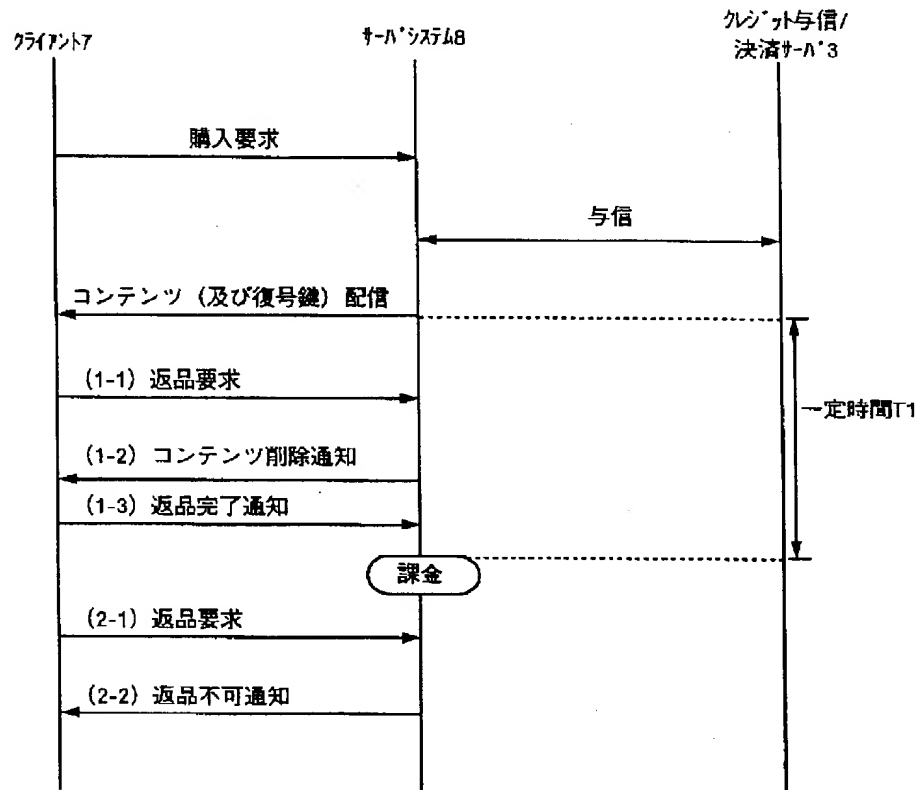 クライアント7
サーバシステム8
クレジット与信/
決済サーバ3
購入要求
与信
コンテンツ（及び復号鍵）配信
(1-1) 返品要求
一定時間T1
(1-2) コンテンツ削除通知
(1-3) 返品完了通知
課金
(2-1) 返品要求
(2-2) 返品不可通知